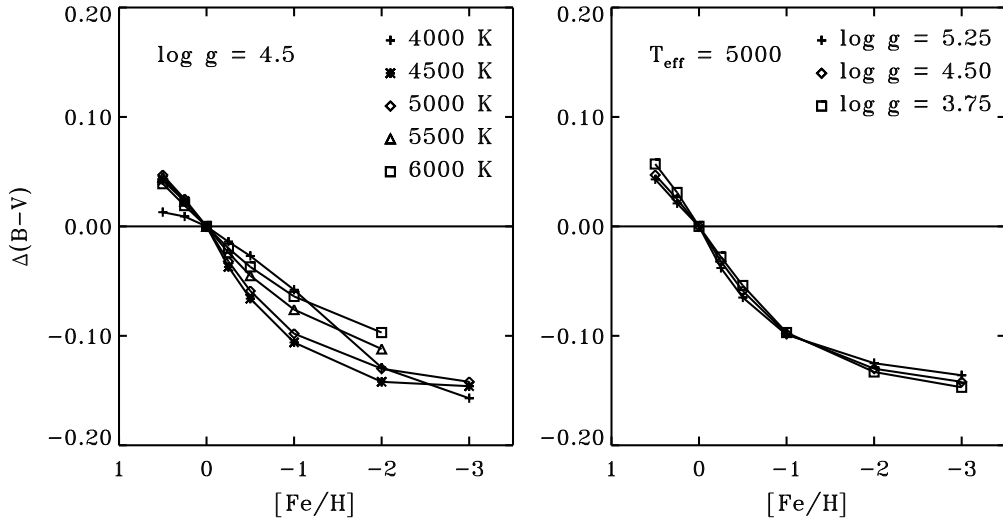 0.20
0.10
0.00
−0.10
−0.20
Δ(B−V)
log g = 4.5
4000 K
4500 K
5000 K
5500 K
6000 K
1 0 −1 −2 −3
[Fe/H]
0.20
0.10
0.00
−0.10
−0.20
T_eff = 5000
log g = 5.25
log g = 4.50
log g = 3.75
1 0 −1 −2 −3
[Fe/H]